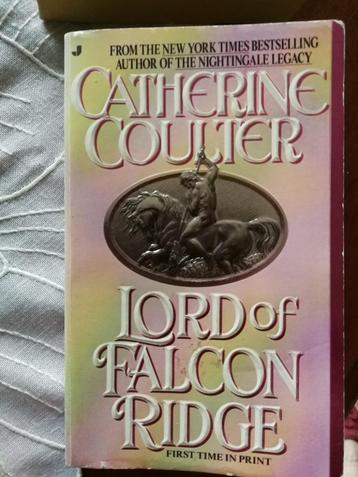 J
FROM THE NEW YORK TIMES BESTSELLING
AUTHOR OF THE NIGHTINGALE LEGACY
CATHERINE
COULTER
LORD OF
FALCON
RIDGE
FIRST TIME IN PRINT